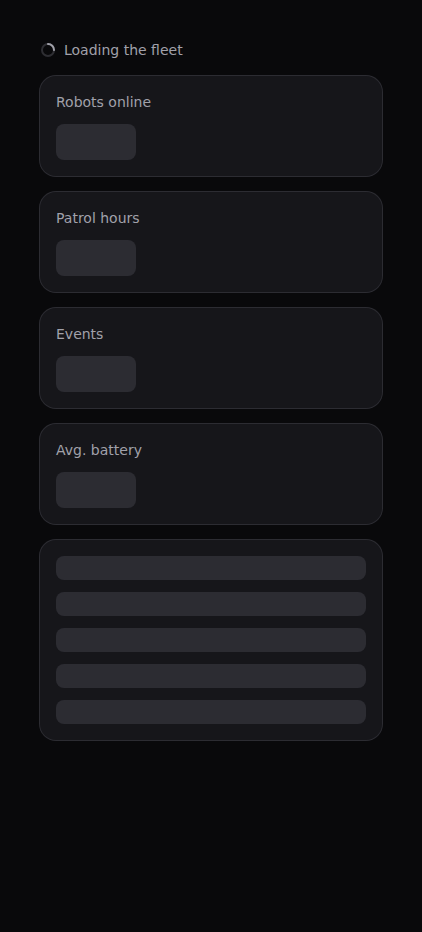 Loading the fleet
Robots online
Patrol hours
Events
Avg. battery